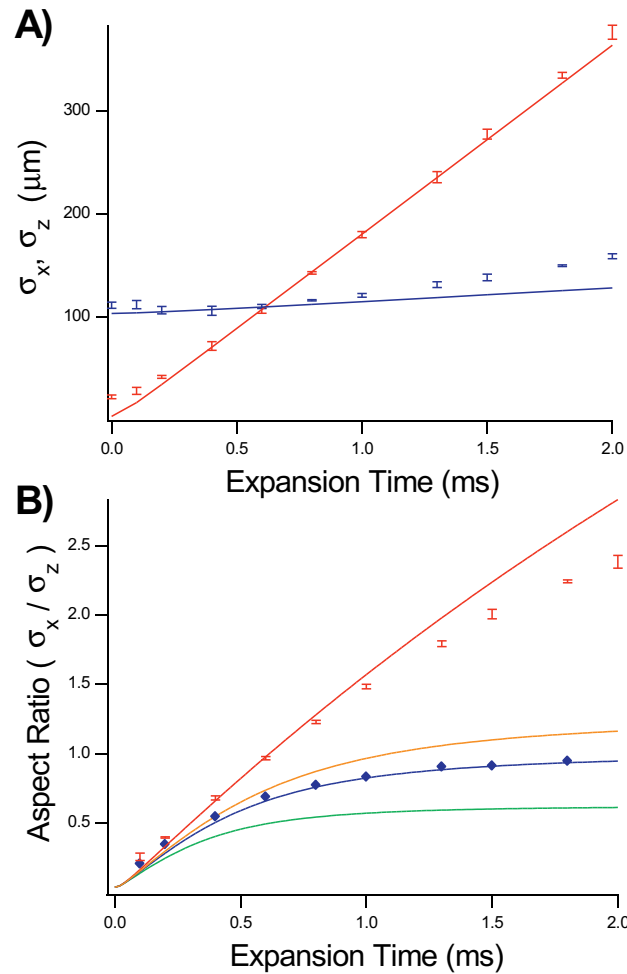 A)
σx, σz (μm)
300
200
100
0.0 0.5 1.0 1.5 2.0
Expansion Time (ms)
B)
Aspect Ratio ( σx / σz )
2.5
2.0
1.5
1.0
0.5
0.0 0.5 1.0 1.5 2.0
Expansion Time (ms)